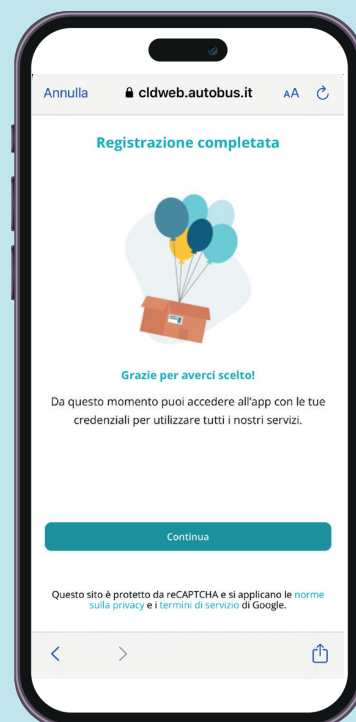 Annulla cldweb.autobus.it AA
Registrazione completata
Grazie per averci scelto!
Da questo momento puoi accedere all'app con le tue
credenziali per utilizzare tutti i nostri servizi.
Continua
Questo sito è protetto da reCAPTCHA e si applicano le norme
sulla privacy e i termini di servizio di Google.